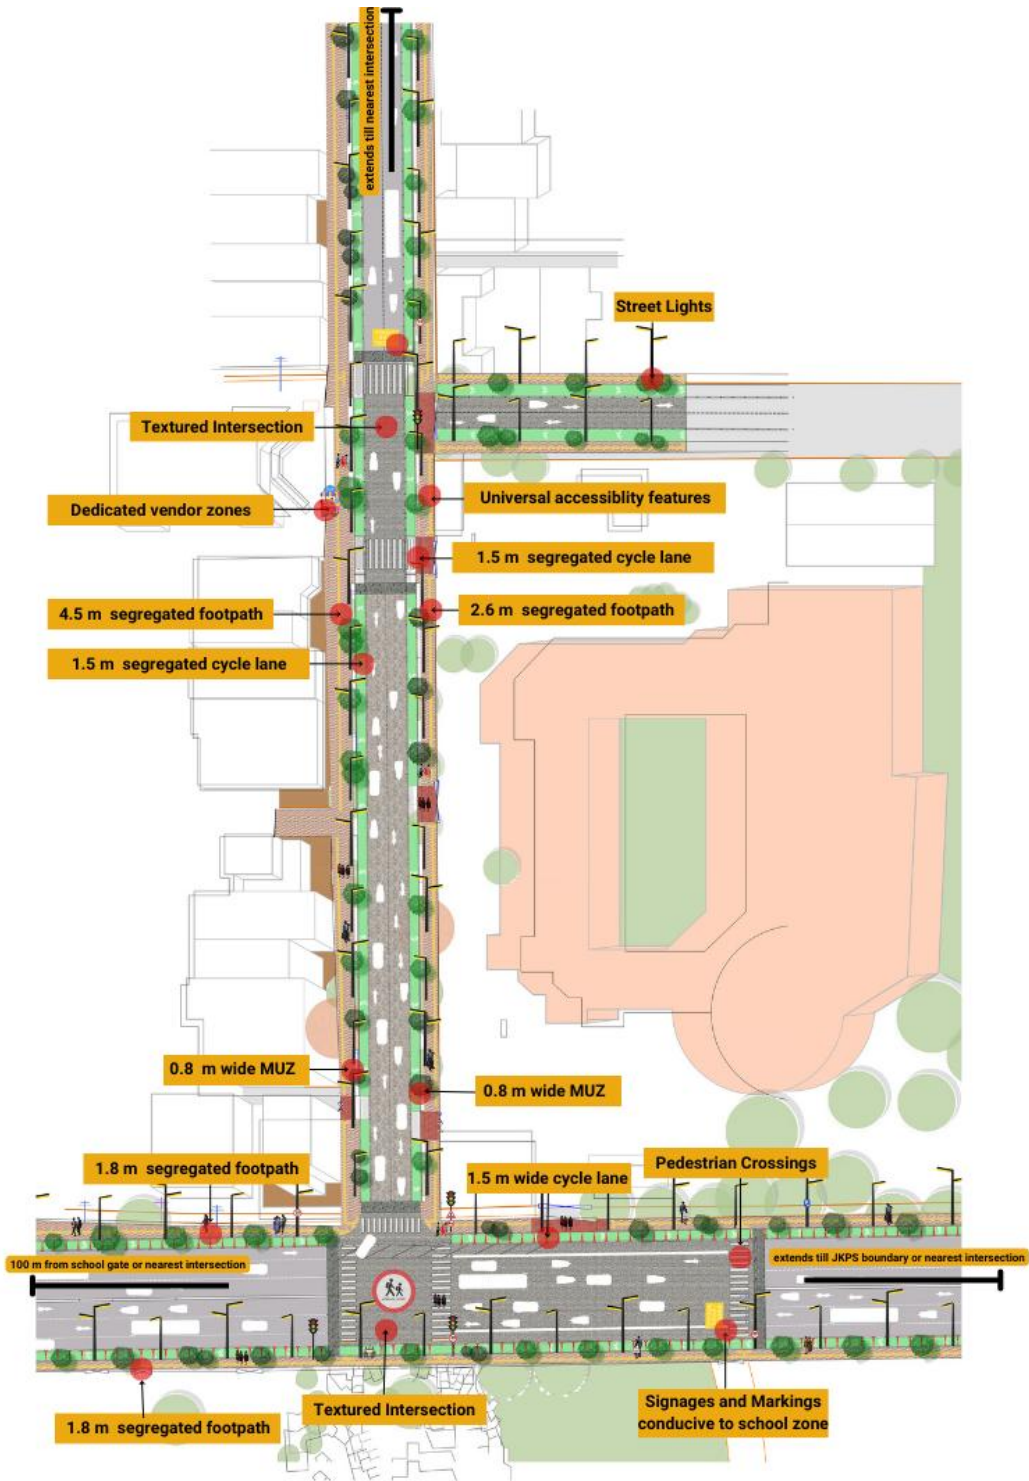 extends till nearest intersection
Street Lights
Textured Intersection
Universal accessiblity features
Dedicated vendor zones
1.5 m  segregated cycle lane
4.5 m  segregated footpath
2.6 m  segregated footpath
1.5 m  segregated cycle lane
0.8  m wide MUZ
0.8 m wide MUZ
1.8 m  segregated footpath
Pedestrian Crossings
1.5 m wide cycle lane
100 m from school gate or nearest intersection
extends till JKPS boundary or nearest intersection
Textured Intersection
Signages and Markings
conducive to school zone
1.8 m  segregated footpath